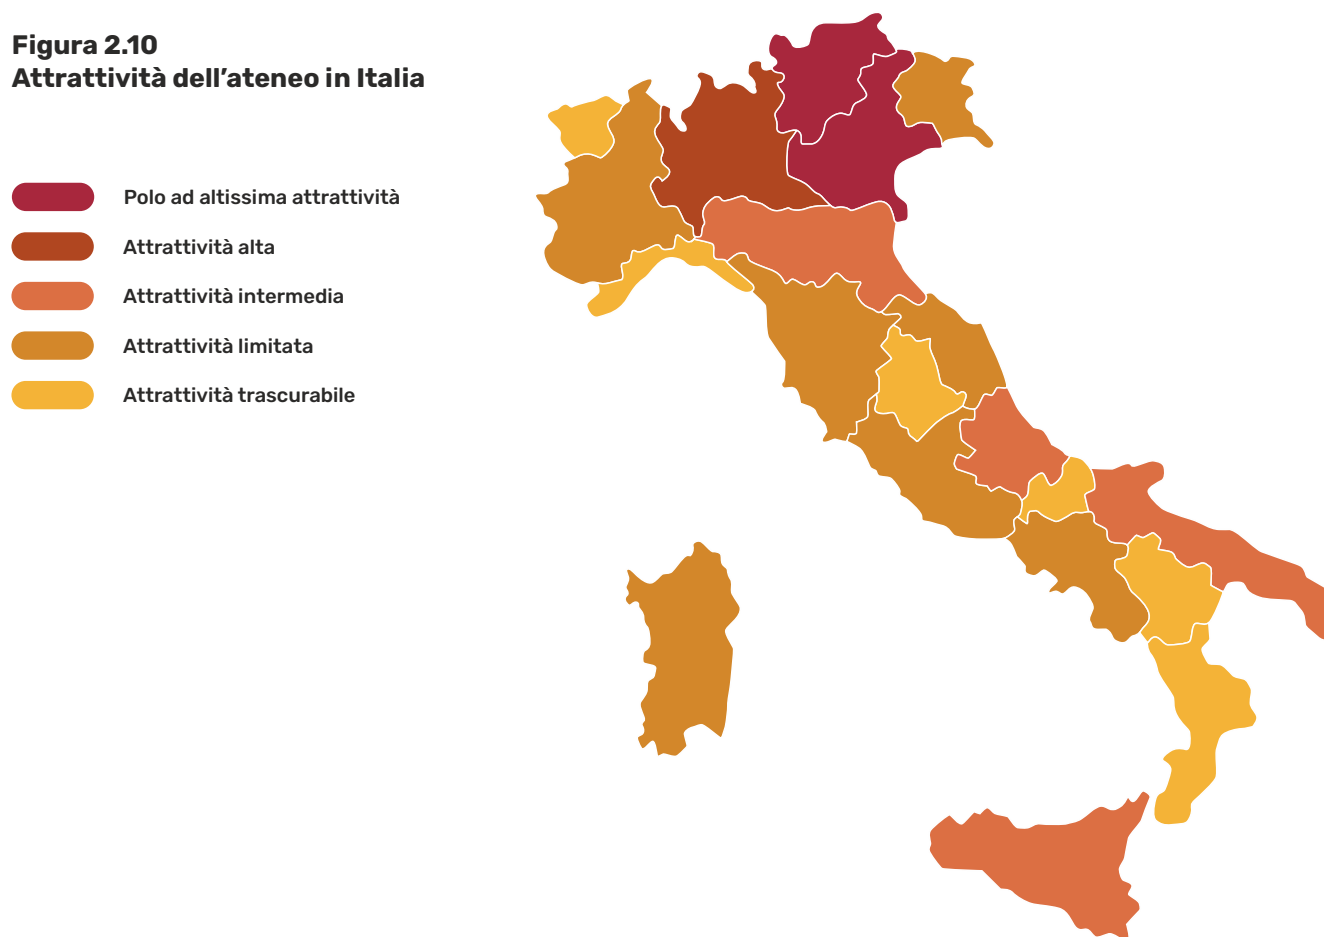 Figura 2.10
Attrattività dell'ateneo in Italia
Polo ad altissima attrattività
Attrattività alta
Attrattività intermedia
Attrattività limitata
Attrattività trascurabile